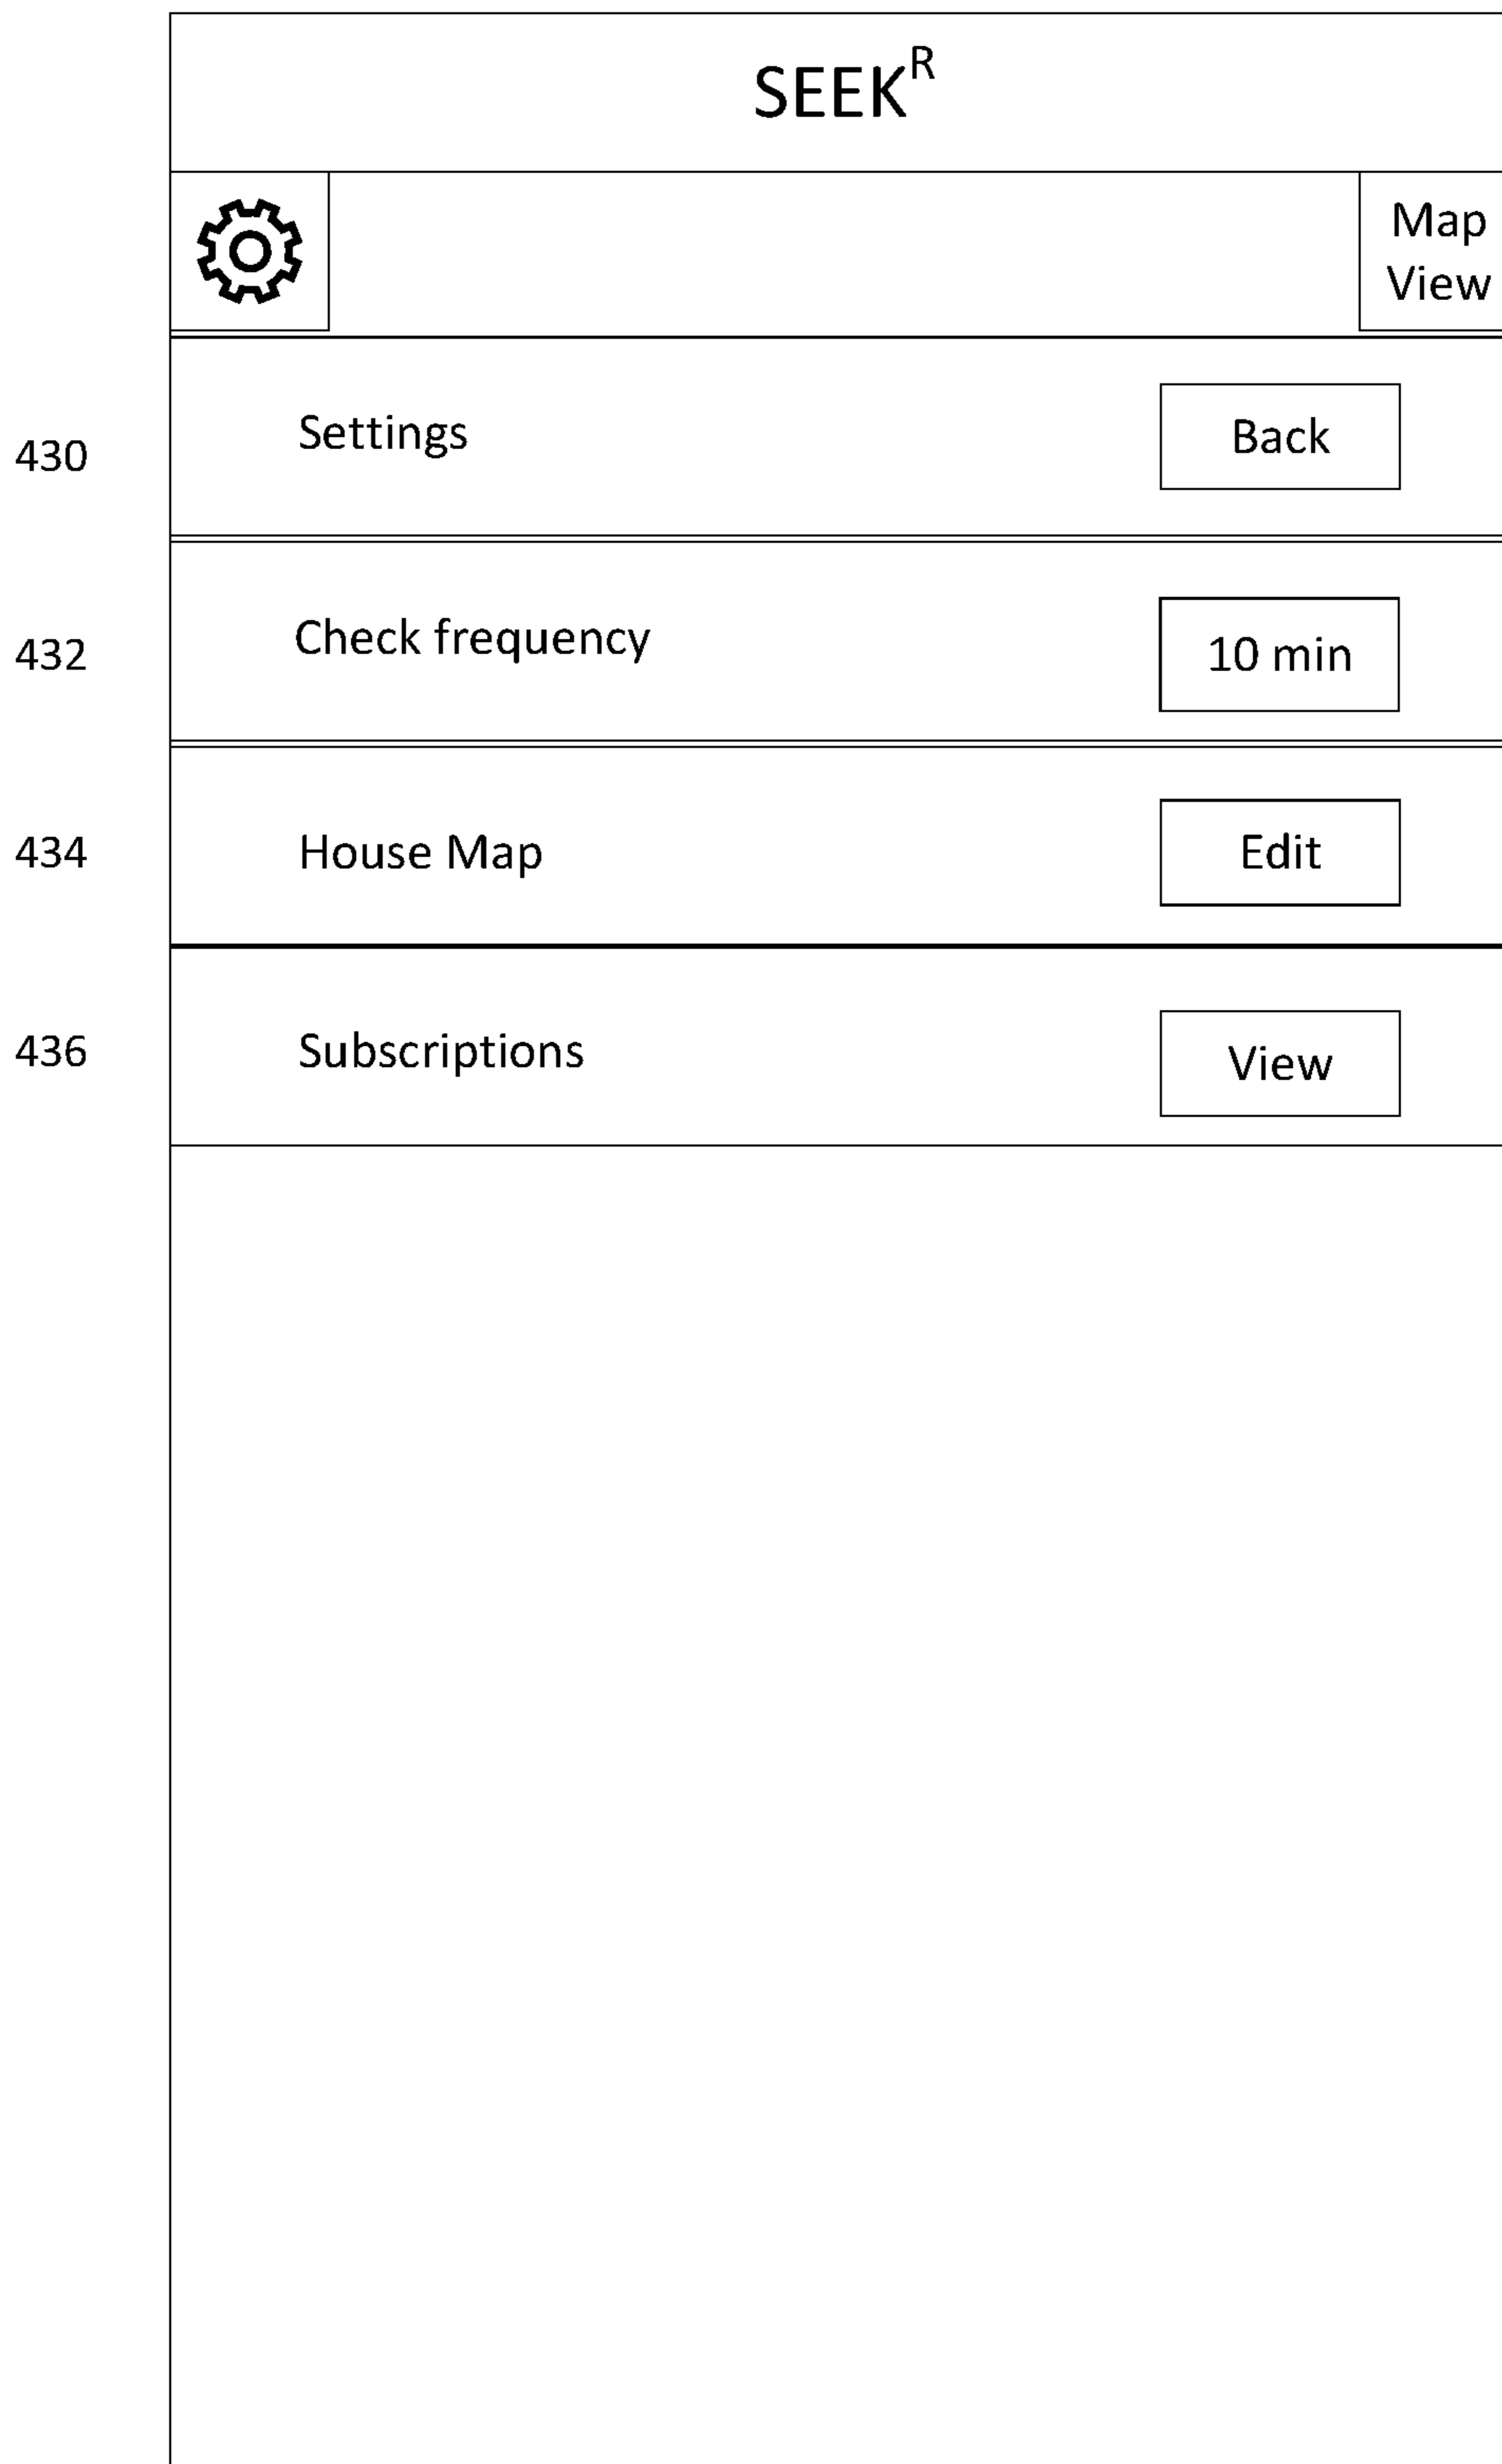 SEEK^R
Map
View
430 Settings Back
432 Check frequency 10 min
434 House Map Edit
436 Subscriptions View